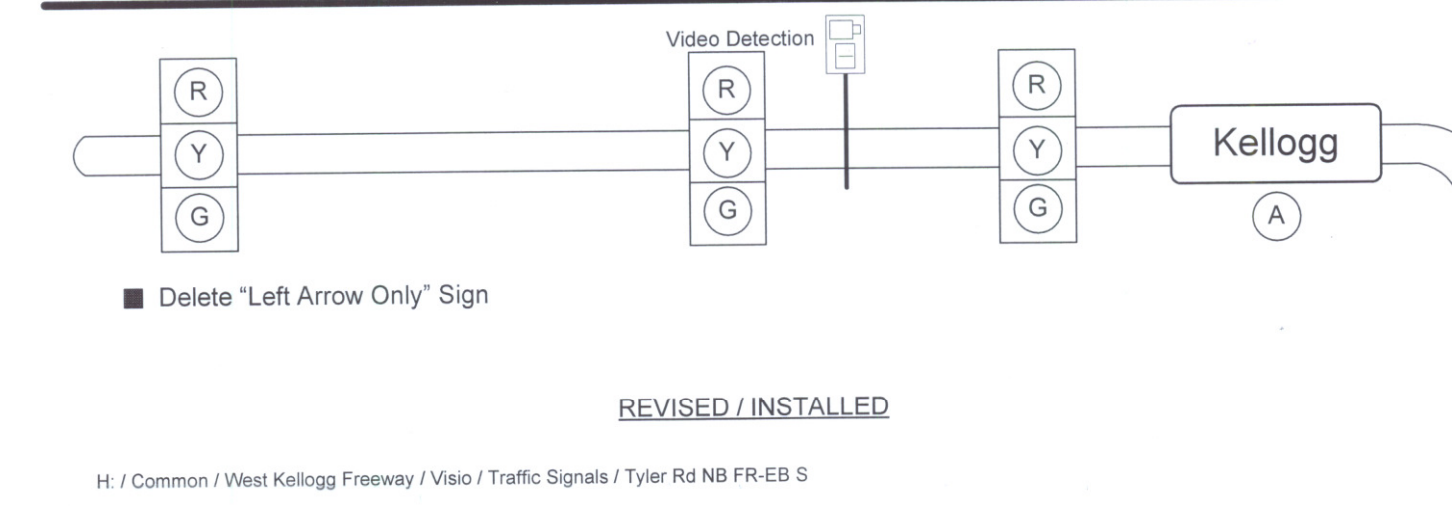 Video Detection
R
R
R
Y
Y
Y
Kellogg
G
G
G
A
Delete “Left Arrow Only” Sign
REVISED / INSTALLED
H: / Common / West Kellogg Freeway / Visio / Traffic Signals / Tyler Rd NB FR-EB S